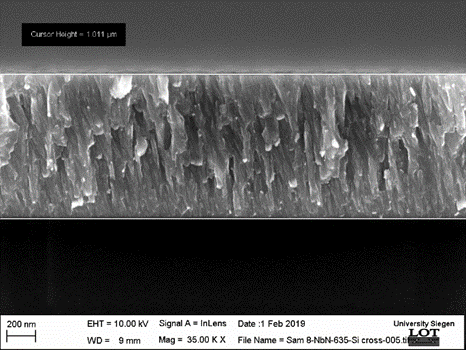 Cursor Height = 1.011 µm
200 nm
EHT = 10.00 kV
Signal A = InLens
Date :1 Feb 2019
University Siegen
LOT
WD = 9 mm
Mag = 35.00 K X
File Name = Sam 8-NbN-635-Si cross-005.tif